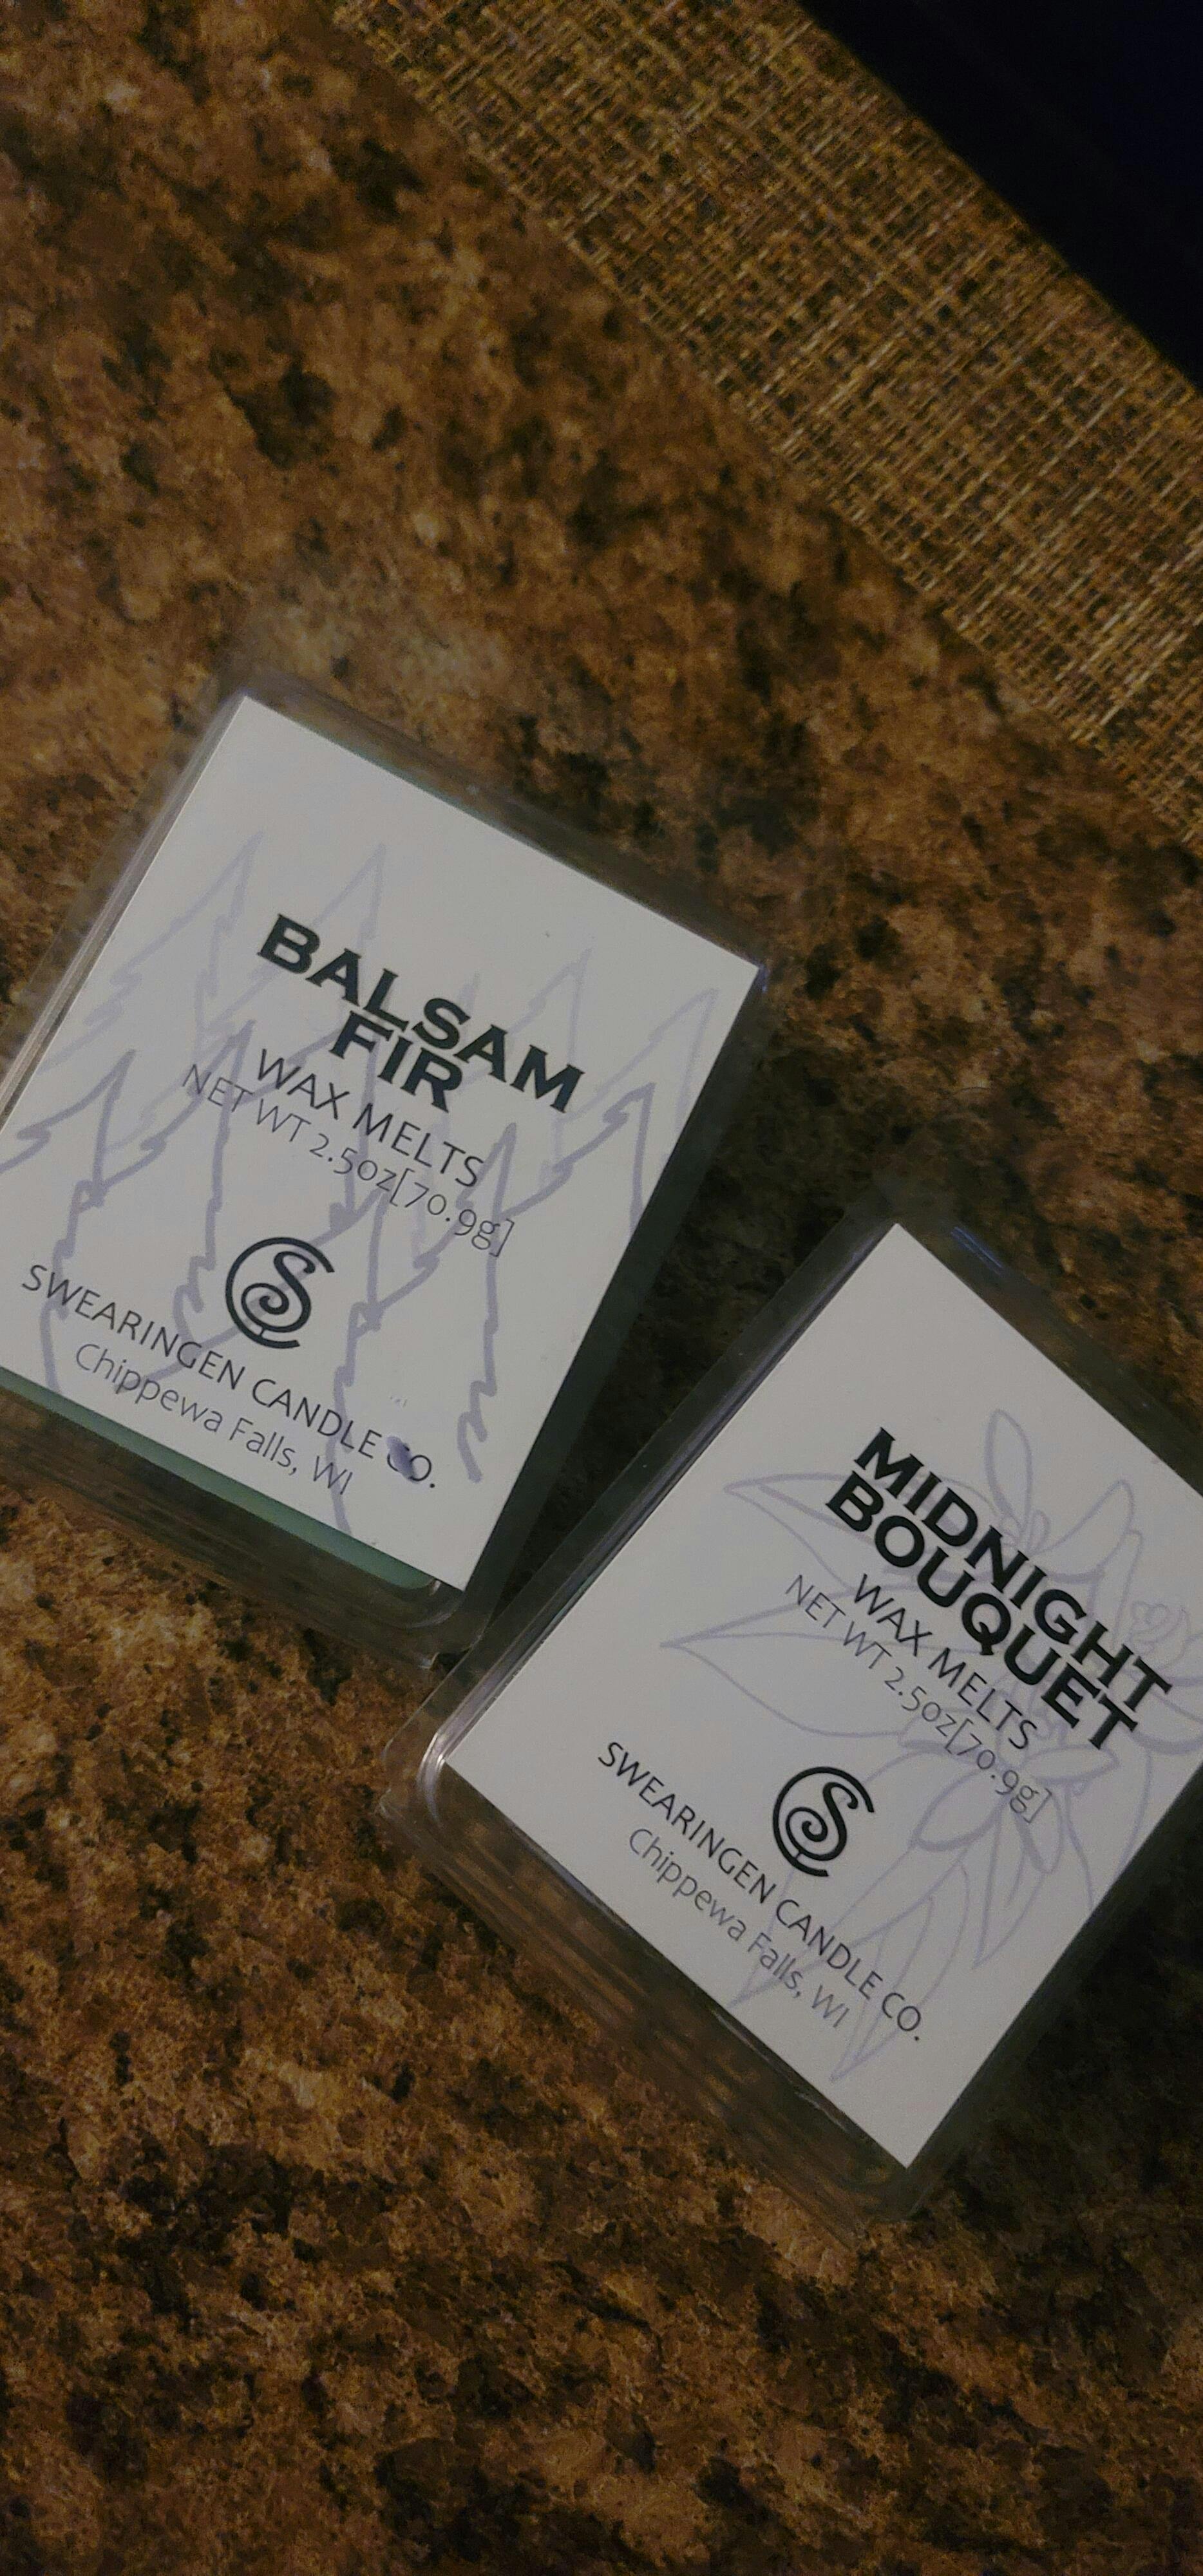 BALSAM
FIR
WAX MELTS
NET WT 2.5oz[70.9g]
S
SWEARINGEN CANDLE CO.
Chippewa Falls, WI
MIDNIGHT
BOUQUET
WAX MELTS
NET WT 2.5oz[70.9g]
S
SWEARINGEN CANDLE CO.
Chippewa Falls, WI